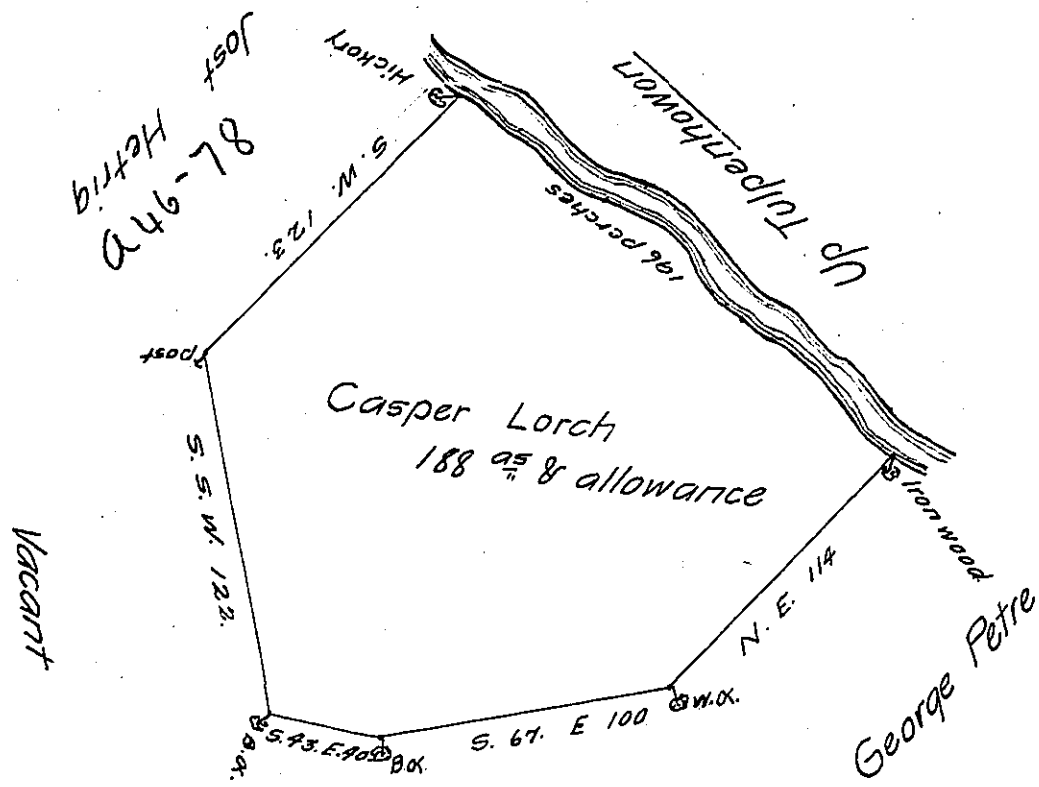 Jost
Hetrig
a46-78
Hickory
Up Tulpenhowon
196 perches
S. W. 123.
post
Casper Lorch
188 as & allowance
S. S. W. 122.
Vacant
Iron wood
N. E. 114
George Petre
W.O.
S. 67. E 100
B.O.
S. 43. E. 40
B.O.